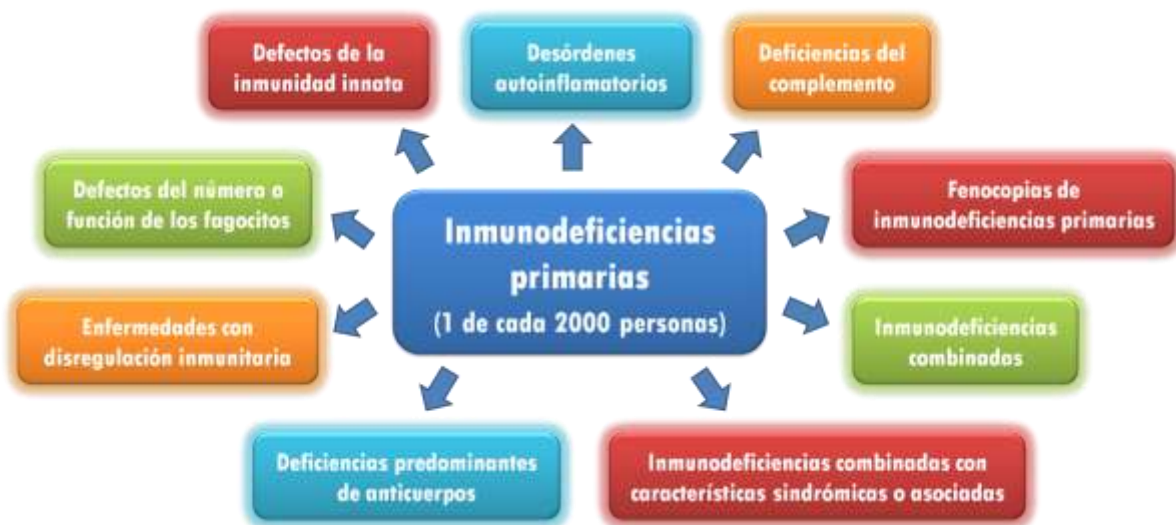 Defectos de la
inmunidad innata
Desórdenes
autoinflamatorios
Deficiencias del
complemento
Defectos del número o
función de los fagocitos
Inmunodeficiencias
primarias
(1 de cada 2000 personas)
Fenocopias de
inmunodeficiencias primarias
Enfermedades con
disregulación inmunitaria
Inmunodeficiencias
combinadas
Deficiencias predominantes
de anticuerpos
Inmunodeficiencias combinadas con
características sindrómicas o asociadas